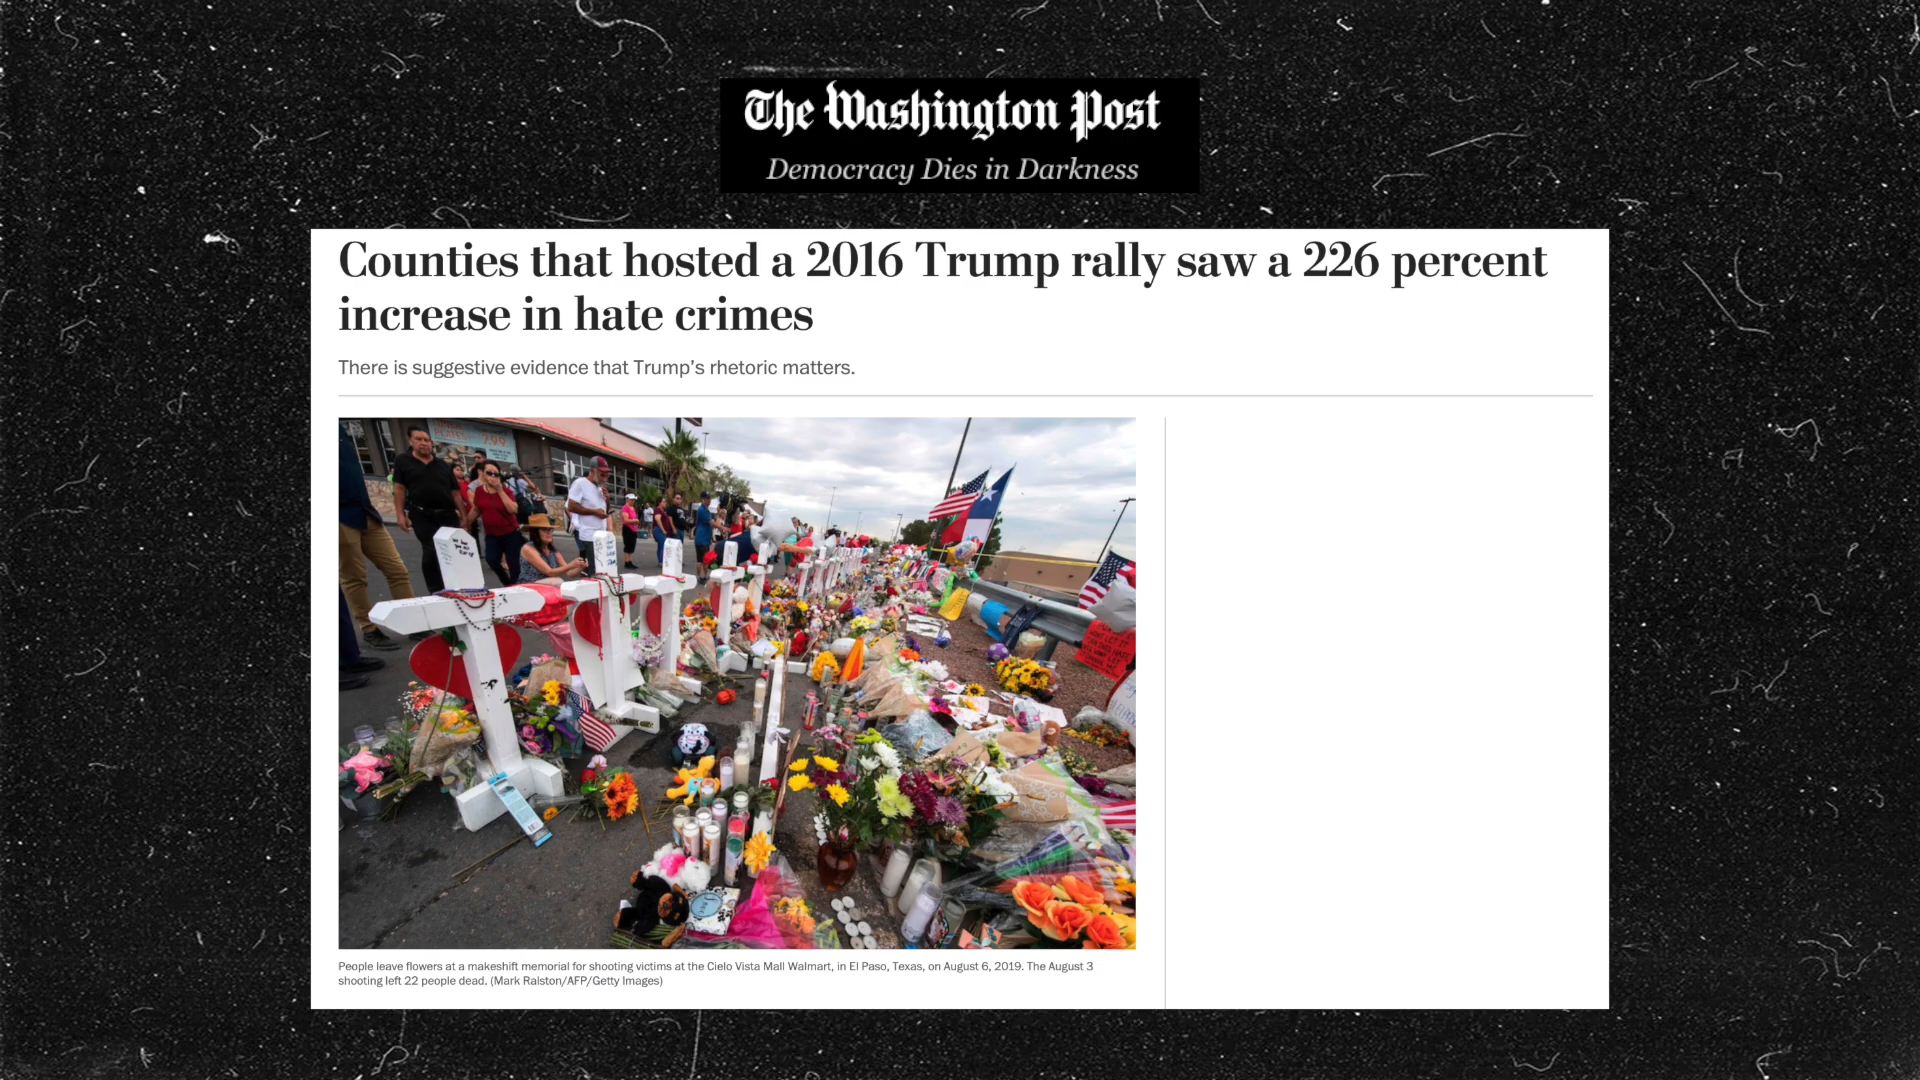 The Washington Post
Democracy Dies in Darkness
Counties that hosted a 2016 Trump rally saw a 226 percent
increase in hate crimes
There is suggestive evidence that Trump’s rhetoric matters.
PLATES 7.99
People leave flowers at a makeshift memorial for shooting victims at the Cielo Vista Mall Walmart, in El Paso, Texas, on August 6, 2019. The August 3
shooting left 22 people dead. (Mark Ralston/AFP/Getty Images)